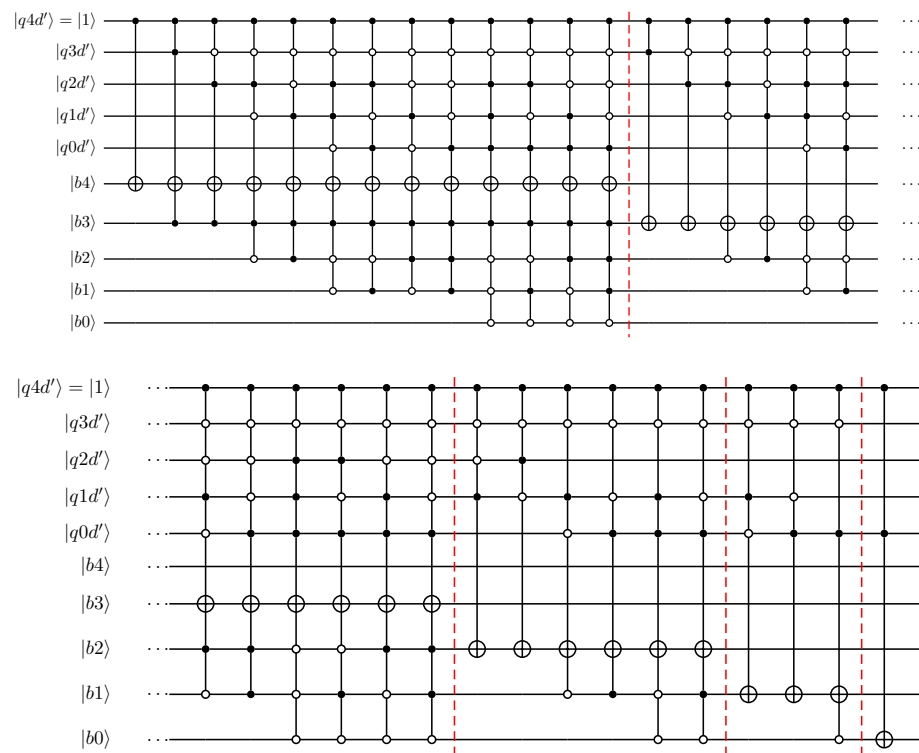 |q4d′⟩ = |1⟩
|q3d′⟩
|q2d′⟩
|q1d′⟩
|q0d′⟩
|b4⟩
|b3⟩
|b2⟩
|b1⟩
|b0⟩
|q4d′⟩ = |1⟩
|q3d′⟩
|q2d′⟩
|q1d′⟩
|q0d′⟩
|b4⟩
|b3⟩
|b2⟩
|b1⟩
|b0⟩